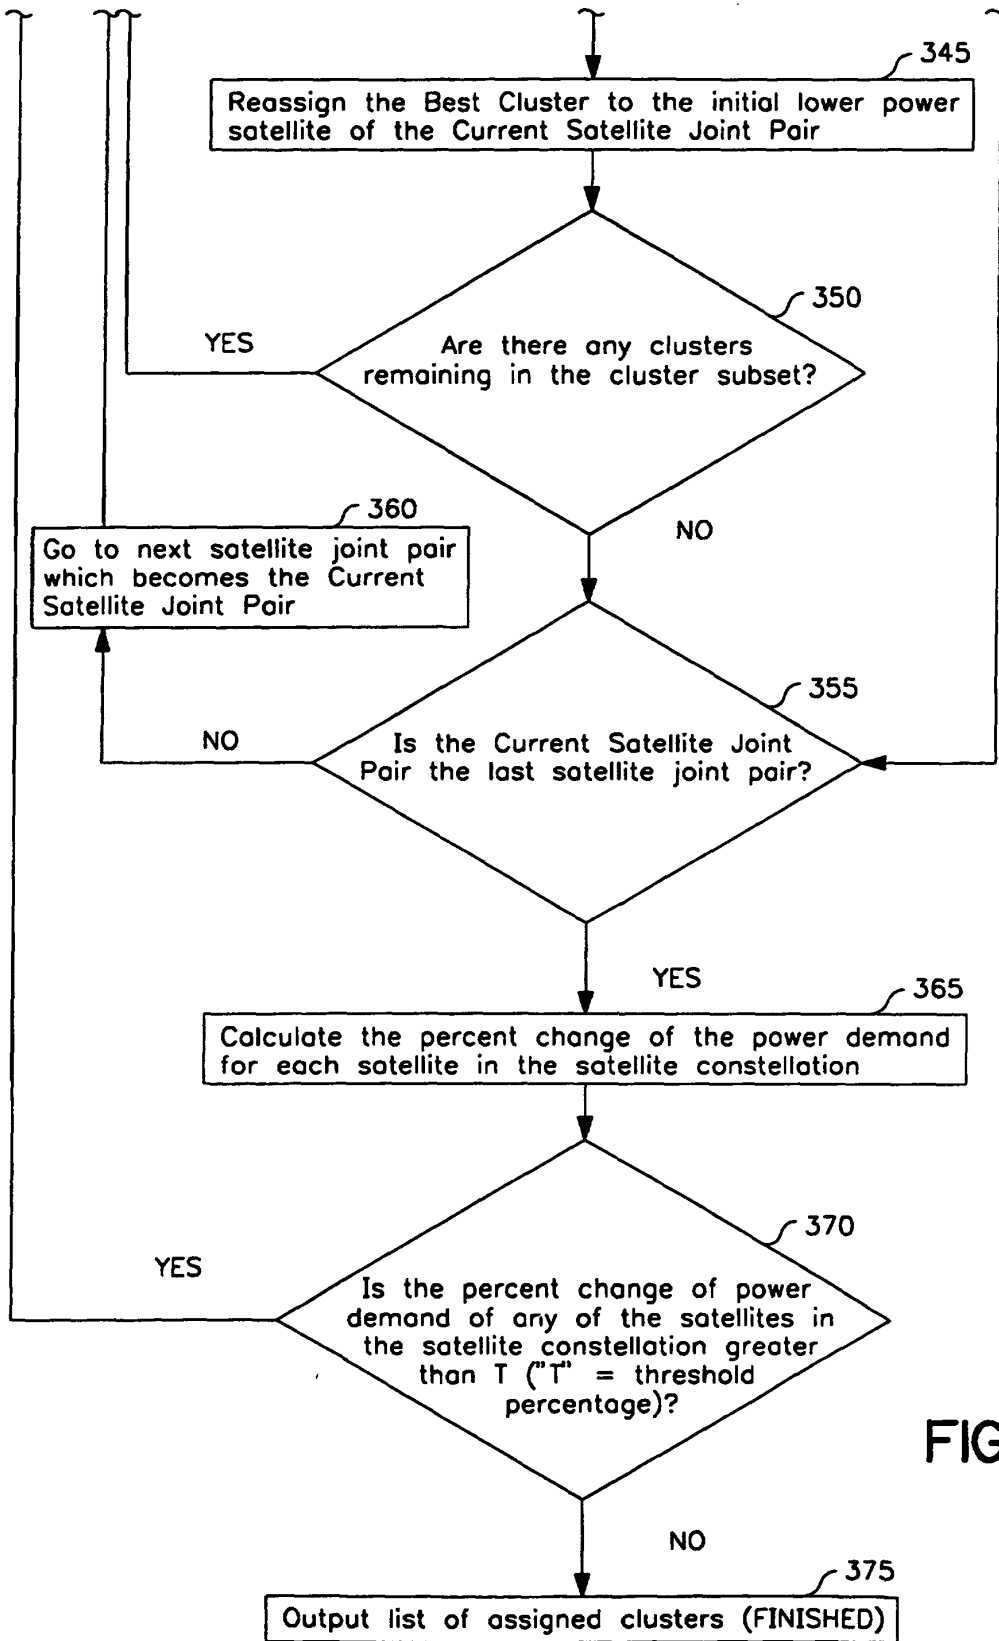 345
Reassign the Best Cluster to the initial lower power
satellite of the Current Satellite Joint Pair
350
YES
Are there any clusters
remaining in the cluster subset?
360
NO
Go to next satellite joint pair
which becomes the Current
Satellite Joint Pair
355
NO
Is the Current Satellite Joint
Pair the last satellite joint pair?
YES
365
Calculate the percent change of the power demand
for each satellite in the satellite constellation
370
YES
Is the percent change of power
demand of any of the satellites in
the satellite constellation greater
than T ("T" = threshold
percentage)?
FIG
NO
375
Output list of assigned clusters (FINISHED)